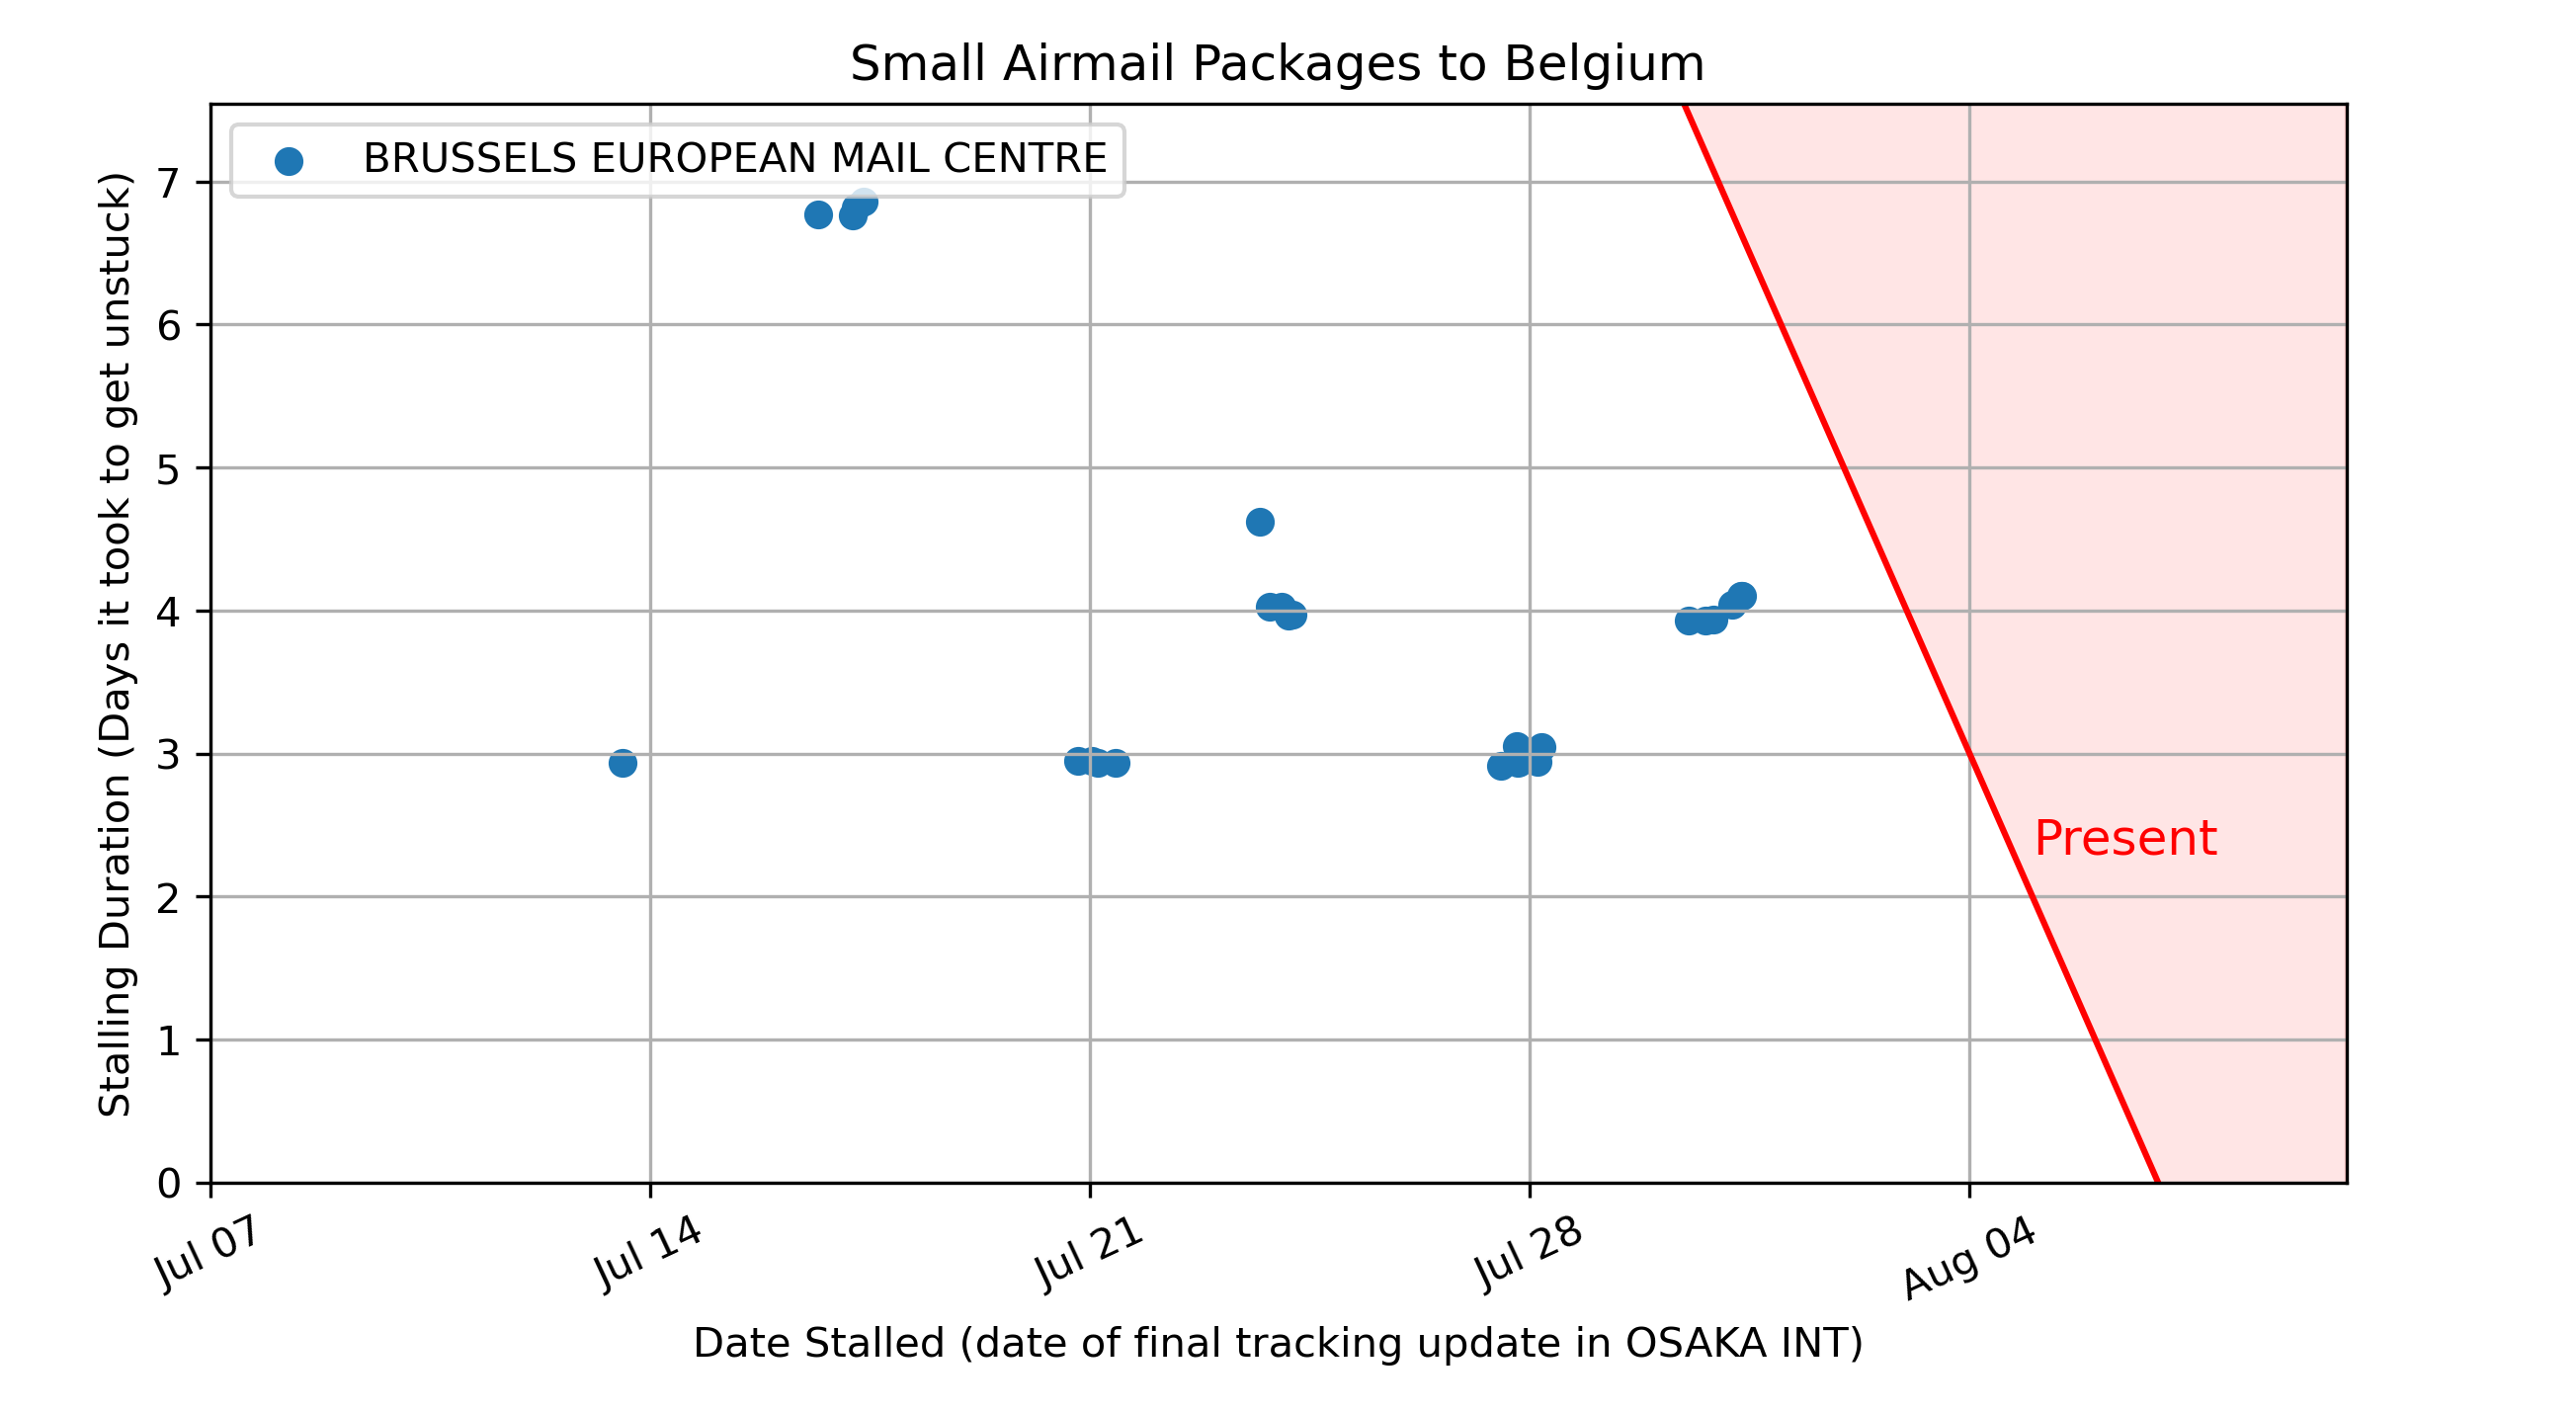 Small Airmail Packages to Belgium
BRUSSELS EUROPEAN MAIL CENTRE
Stalling Duration (Days it took to get unstuck)
7
6
5
4
3
2
1
0
Present
Jul 07
Jul 14
Jul 21
Jul 28
Aug 04
Date Stalled (date of final tracking update in OSAKA INT)